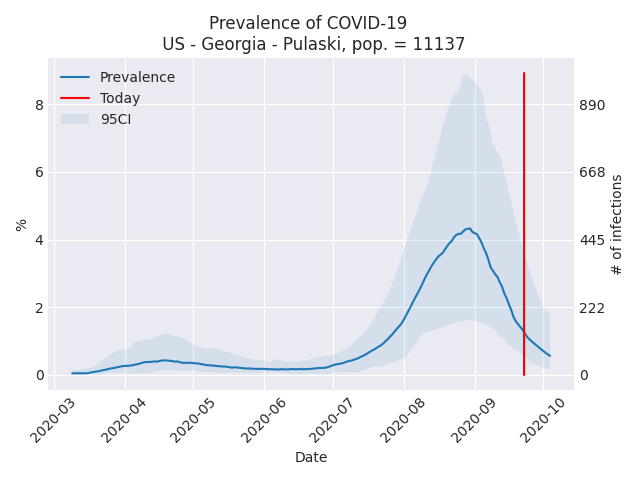 Prevalence of COVID-19
US - Georgia - Pulaski, pop. = 11137
Prevalence
Today
95CI
8
6
4
2
0
%
890
668
445
222
0
# of infections
2020-03
2020-04
2020-05
2020-06
2020-07
2020-08
2020-09
2020-10
Date